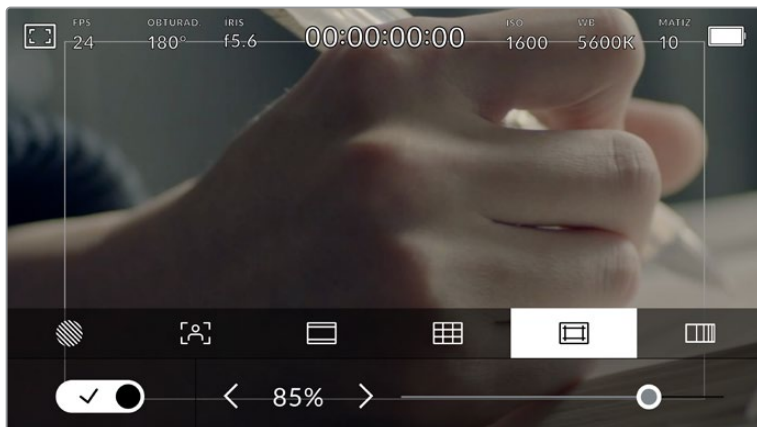 FPS OBTURAD. IRIS ISO WB MATIZ
24 180° f5.6 00:00:00:00 1600 5600K 10
85%